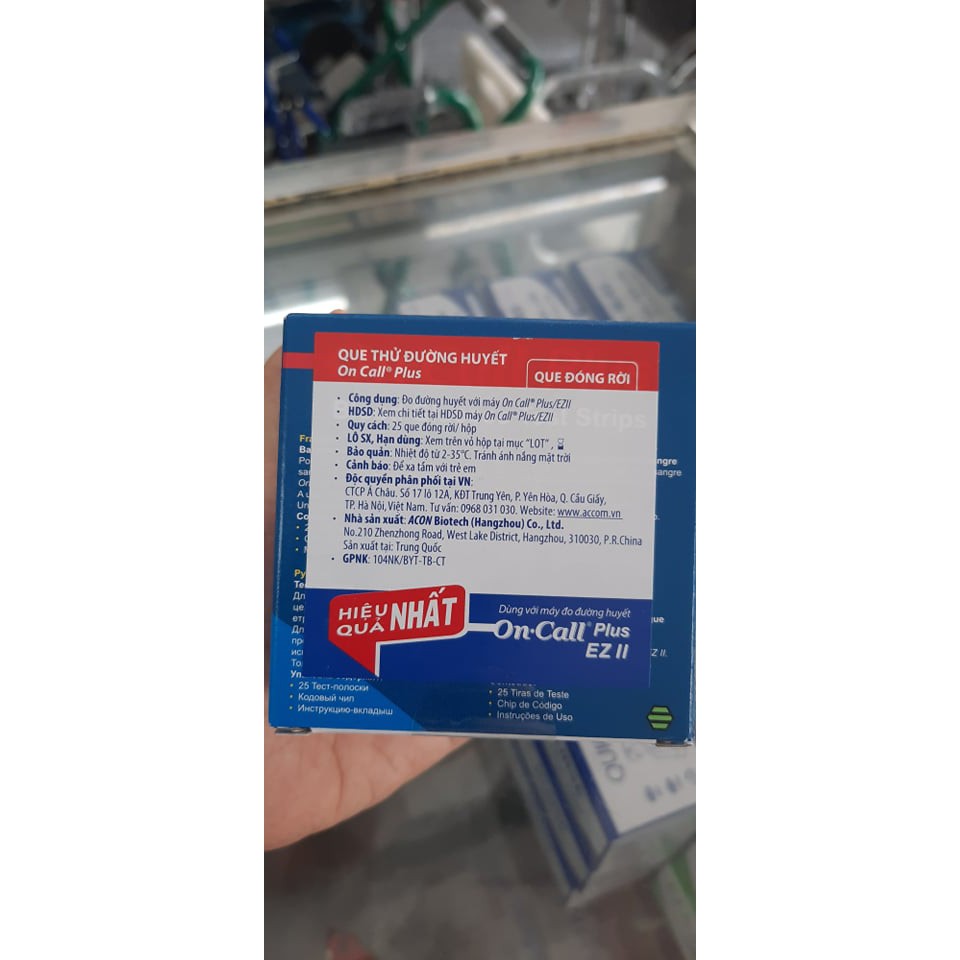 QUE THỬ ĐƯỜNG HUYẾT
On Call® Plus
QUE ĐÓNG RỜI
• Công dụng: Đo đường huyết với máy On Call® Plus/EZII
• HDSD: Xem chi tiết tại HDSD máy On Call® Plus/EZII
• Quy cách: 25 que đóng rời/ hộp
• LÔ SX, Hạn dùng: Xem trên vỏ hộp tại mục "LOT" ,
• Bảo quản: Nhiệt độ từ 2-35°C. Tránh ánh nắng mặt trời
• Cảnh báo: Để xa tầm với trẻ em
• Độc quyền phân phối tại VN:
CTCP Á Châu. Số 17 lô 12A, KĐT Trung Yên, P. Yên Hòa, Q. Cầu Giấy,
TP. Hà Nội, Việt Nam. Tư vấn: 0968 031 030. Website: www.accom.vn
• Nhà sản xuất: ACON Biotech (Hangzhou) Co., Ltd.
No.210 Zhenzhong Road, West Lake District, Hangzhou, 310030, P.R.China
Sản xuất tại: Trung Quốc
• GPNK: 104NK/BYT-TB-CT
HIỆU QUẢ NHẤT
Dùng với máy đo đường huyết
On·Call® Plus
EZ II
Strips
sangre
Z II.
• 25 Тест-полоски
• Кодовый чип
• Инструкцию-вкладыш
• 25 Tiras de Teste
• Chip de Código
• Instruções de Uso